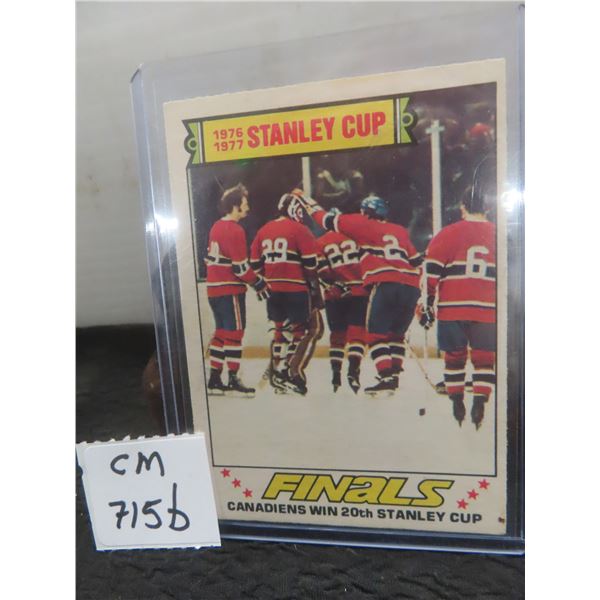 1976
1977 STANLEY CUP
29
22
2
6
FINALS
CANADIENS WIN 20th STANLEY CUP
CM
715b